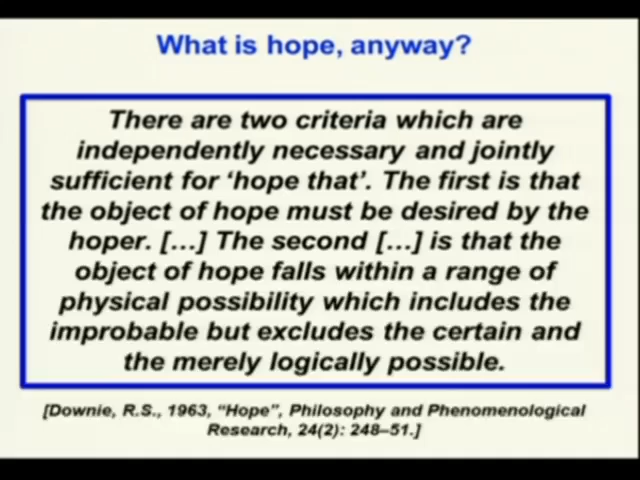 What is hope, anyway?
There are two criteria which are
independently necessary and jointly
sufficient for ‘hope that’. The first is that
the object of hope must be desired by the
hoper. […] The second […] is that the
object of hope falls within a range of
physical possibility which includes the
improbable but excludes the certain and
the merely logically possible.
[Downie, R.S., 1963, “Hope”, Philosophy and Phenomenological
Research, 24(2): 248–51.]